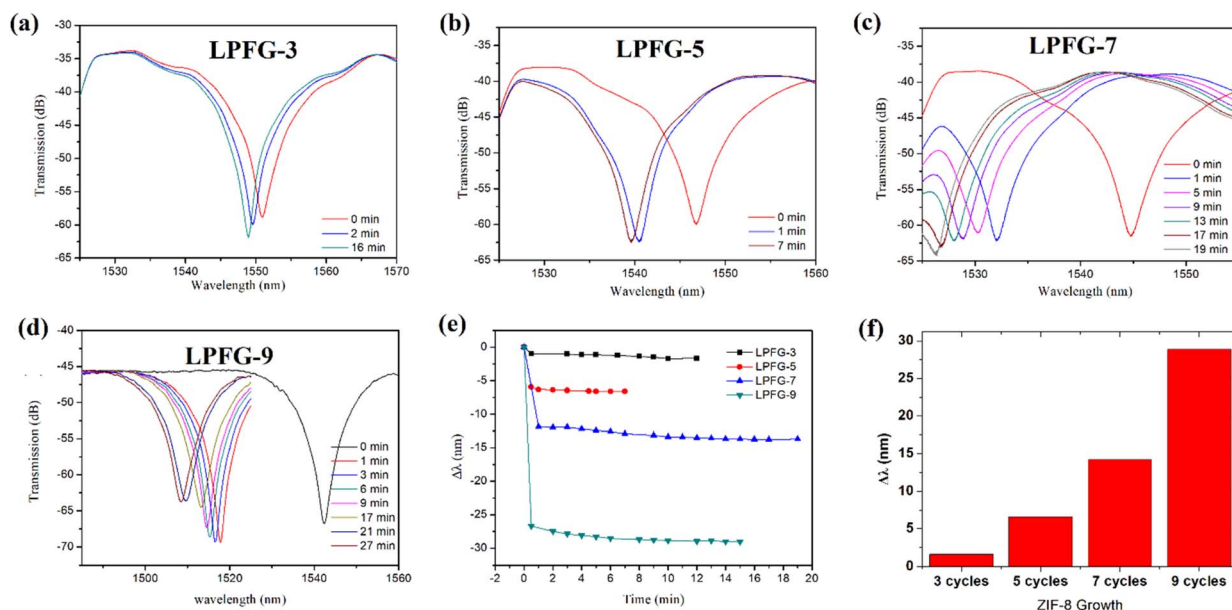 (a)
LPFG-3
Transmission (dB)
-30
-35
-40
-45
-50
-55
-60
-65
0 min
2 min
16 min
1530 1540 1550 1560 1570
Wavelength (nm)
(b)
LPFG-5
Transmission (dB)
-35
-40
-45
-50
-55
-60
-65
0 min
1 min
7 min
1530 1540 1550 1560
Wavelength (nm)
(c)
LPFG-7
Transmission (dB)
-35
-40
-45
-50
-55
-60
-65
0 min
1 min
5 min
9 min
13 min
17 min
19 min
1530 1540 1550
Wavelength (nm)
(d)
LPFG-9
Transmission (dB)
-40
-45
-50
-55
-60
-65
-70
0 min
1 min
3 min
6 min
9 min
17 min
21 min
27 min
1500 1520 1540 1560
wavelength (nm)
(e)
Δλ (nm)
0
-5
-10
-15
-20
-25
-30
LPFG-3
LPFG-5
LPFG-7
LPFG-9
-2 0 2 4 6 8 10 12 14 16 18 20
Time (min)
(f)
Δλ (nm)
30
25
20
15
10
5
0
3 cycles 5 cycles 7 cycles 9 cycles
ZIF-8 Growth